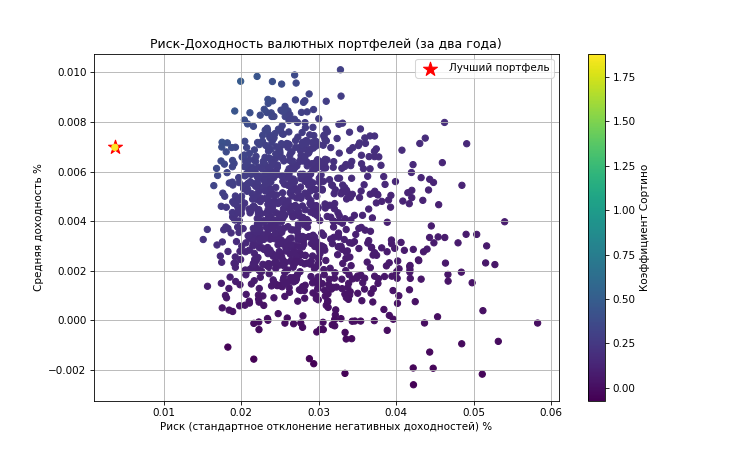 Риск-Доходность валютных портфелей (за два года)
Лучший портфель
Средняя доходность %
0.010
0.008
0.006
0.004
0.002
0.000
−0.002
0.01 0.02 0.03 0.04 0.05 0.06
Риск (стандартное отклонение негативных доходностей) %
1.75
1.50
1.25
1.00
0.75
0.50
0.25
0.00
Коэффициент Сортино